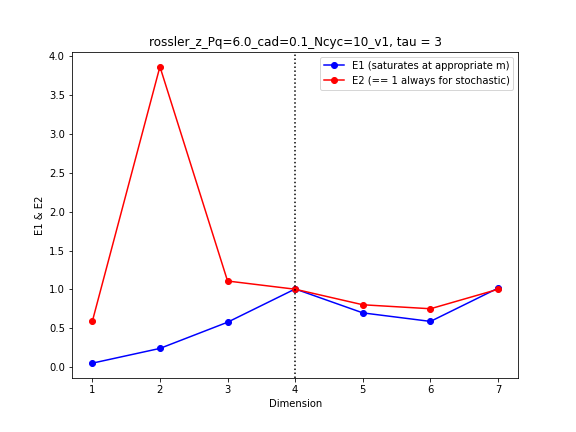 rossler_z_Pq=6.0_cad=0.1_Ncyc=10_v1, tau = 3
E1 (saturates at appropriate m)
E2 (== 1 always for stochastic)
E1 & E2
4.0
3.5
3.0
2.5
2.0
1.5
1.0
0.5
0.0
1 2 3 4 5 6 7
Dimension